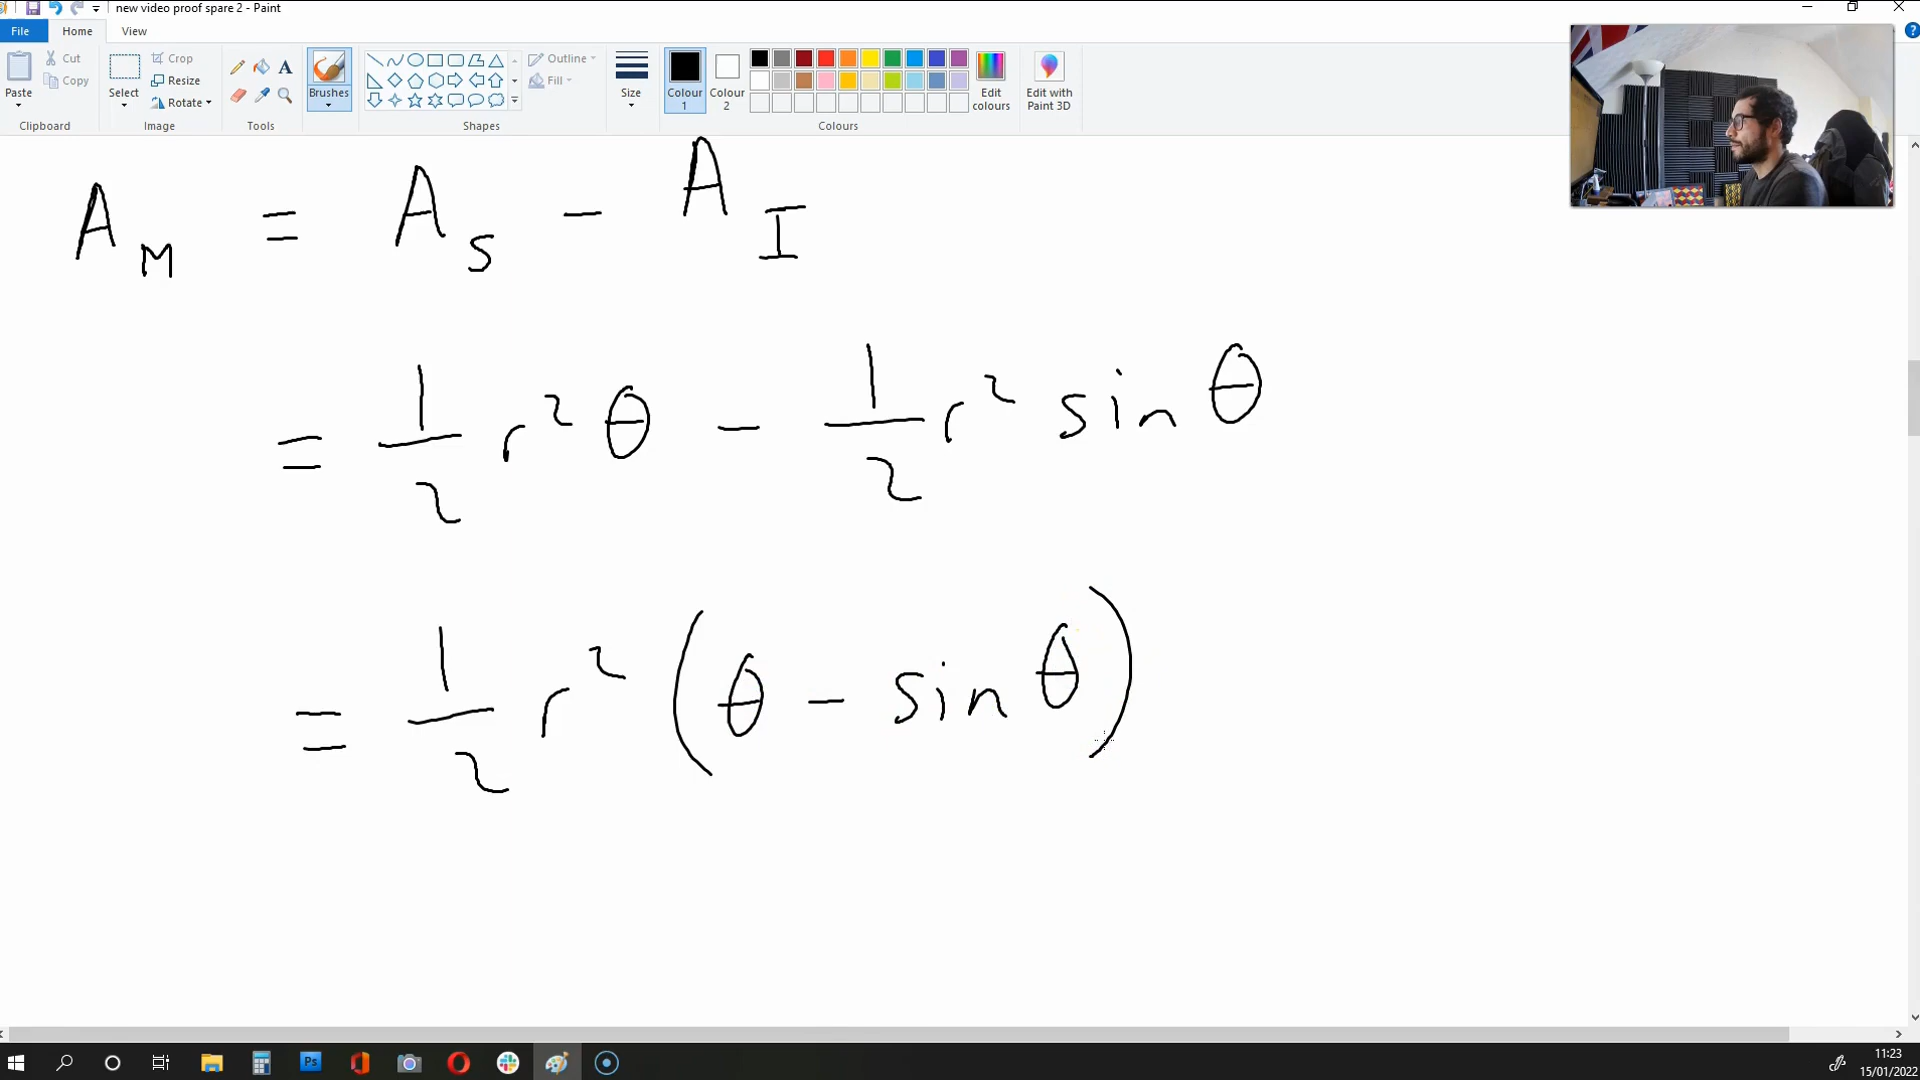 new video proof spare 2 - Paint
File Home View
Paste
Cut
Copy
Clipboard
Select
Crop
Resize
Rotate
Image
Tools
Brushes
Shapes
Outline
Fill
Size
Colour 1
Colour 2
Edit colours
Edit with Paint 3D
Colours
A_M = A_S - A_I
= 1/2 r² θ - 1/2 r² sin θ
= 1/2 r² (θ - sin θ)
Ps
11:23
15/01/2022